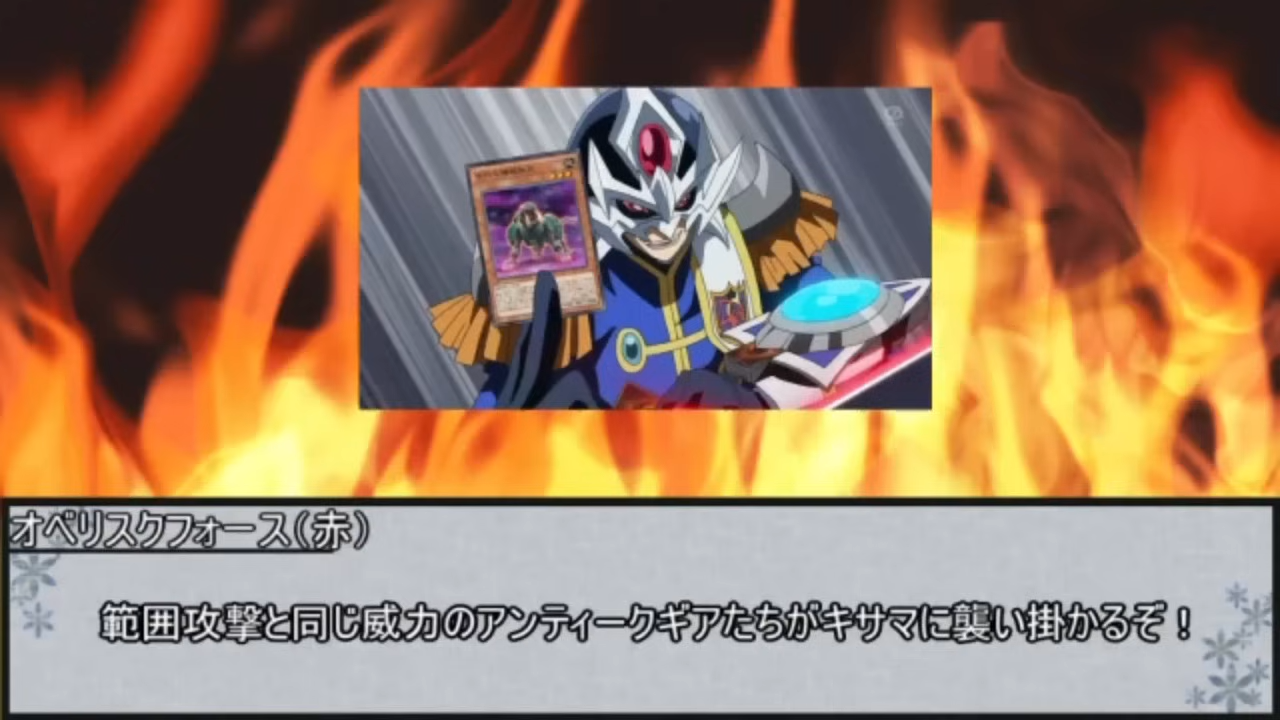 オベリスクフォース（赤）
範囲攻撃と同じ威力のアンティークギアたちがキサマに襲い掛かるぞ！